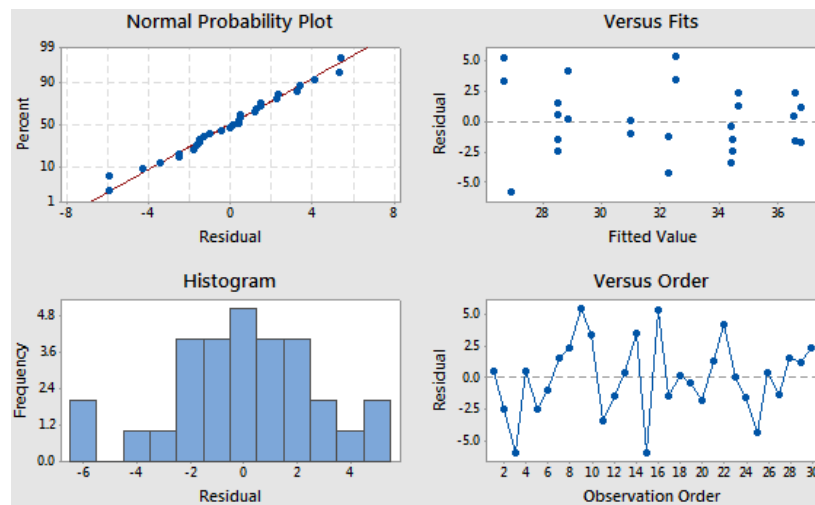 Normal Probability Plot
99
90
50
10
1
Percent
-8 -4 0 4 8
Residual
Versus Fits
5.0
2.5
0.0
-2.5
-5.0
Residual
28 30 32 34 36
Fitted Value
Histogram
4.8
3.6
2.4
1.2
0.0
Frequency
-6 -4 -2 0 2 4
Residual
Versus Order
5.0
2.5
0.0
-2.5
-5.0
Residual
2 4 6 8 10 12 14 16 18 20 22 24 26 28 30
Observation Order